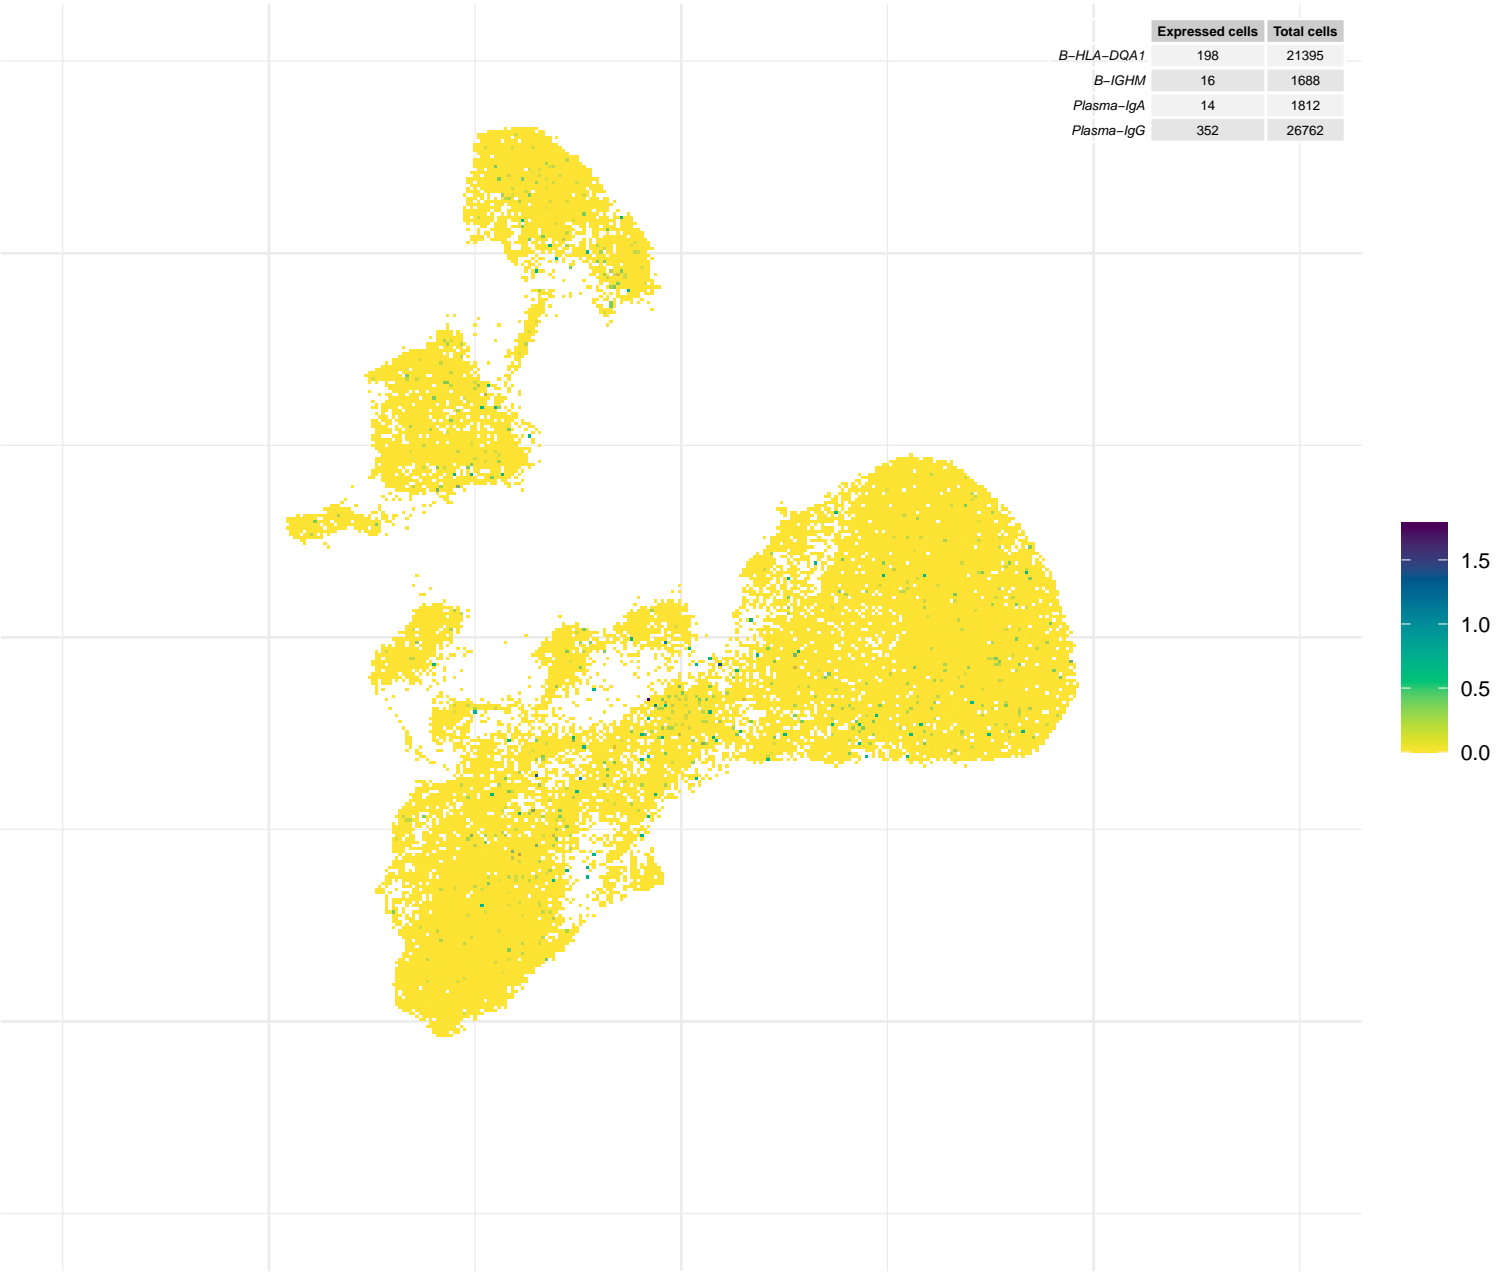 Expressed cells Total cells
B−HLA−DQA1 198 21395
B−IGHM 16 1688
Plasma−IgA 14 1812
Plasma−IgG 352 26762
1.5
1.0
0.5
0.0